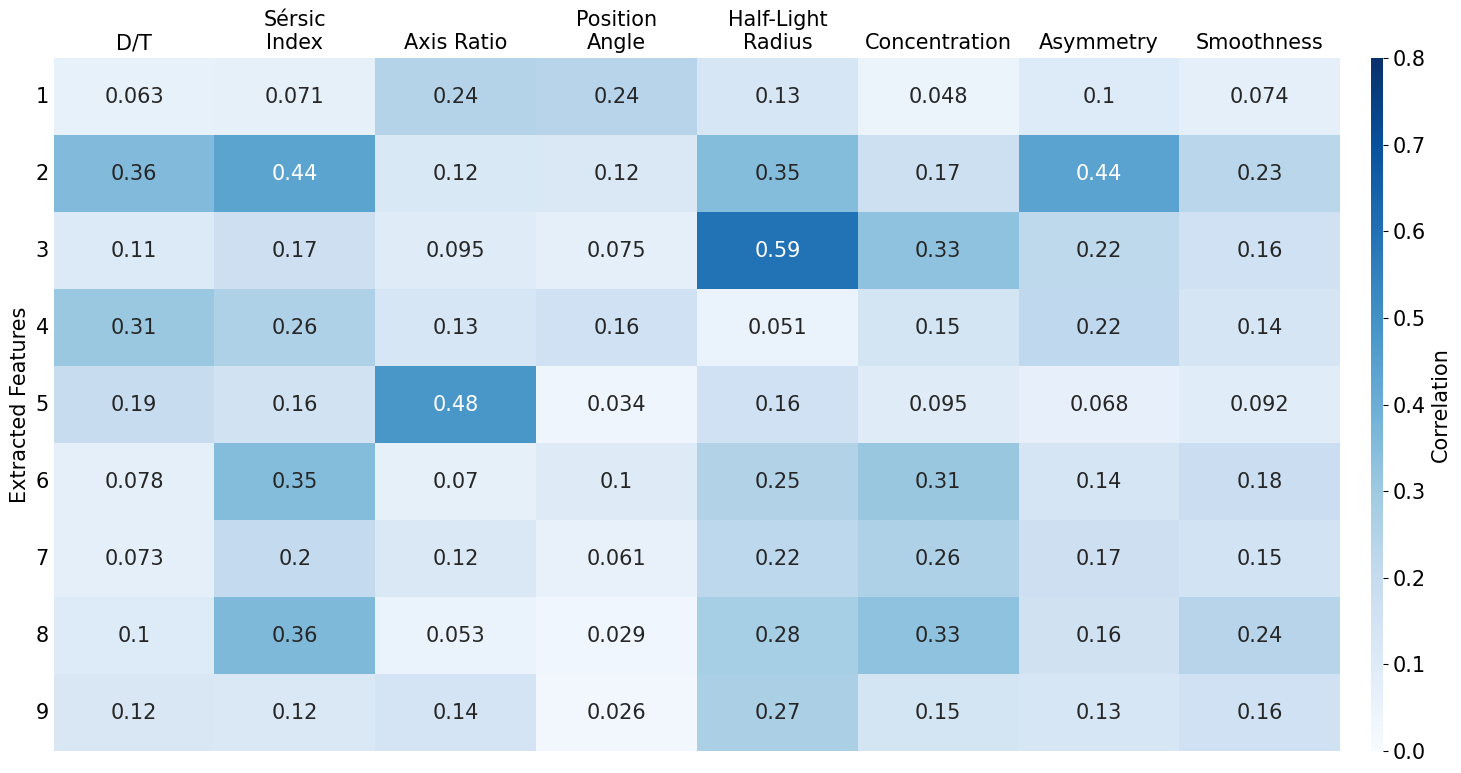 Sérsic
Index
Position
Angle
Half-Light
Radius
D/T
Axis Ratio
Concentration
Asymmetry
Smoothness
1 0.063 0.071 0.24 0.24 0.13 0.048 0.1 0.074
2 0.36 0.44 0.12 0.12 0.35 0.17 0.44 0.23
3 0.11 0.17 0.095 0.075 0.59 0.33 0.22 0.16
4 0.31 0.26 0.13 0.16 0.051 0.15 0.22 0.14
5 0.19 0.16 0.48 0.034 0.16 0.095 0.068 0.092
6 0.078 0.35 0.07 0.1 0.25 0.31 0.14 0.18
7 0.073 0.2 0.12 0.061 0.22 0.26 0.17 0.15
8 0.1 0.36 0.053 0.029 0.28 0.33 0.16 0.24
9 0.12 0.12 0.14 0.026 0.27 0.15 0.13 0.16
Extracted Features
0.8
0.7
0.6
0.5
0.4
0.3
0.2
0.1
0.0
Correlation